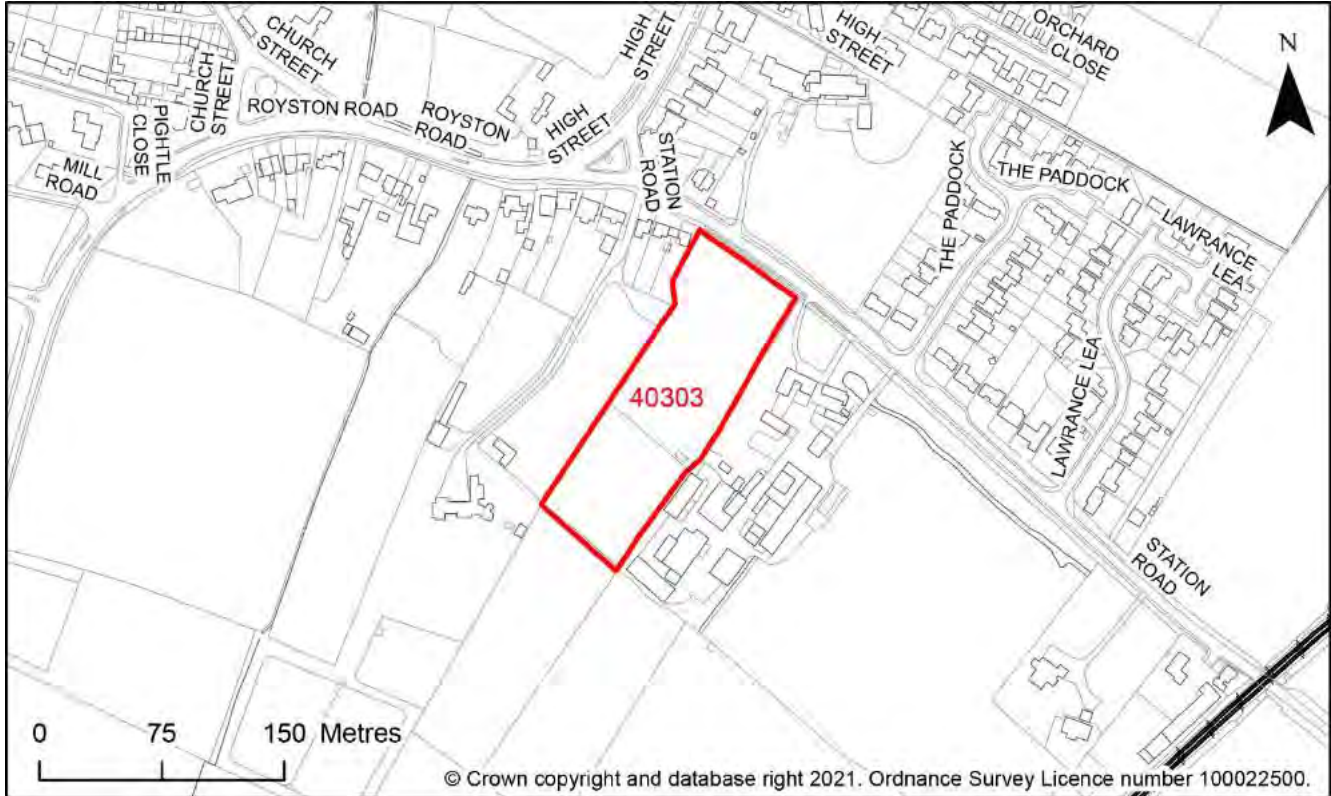 CHURCH
STREET
HIGH
STREET
HIGH
STREET
ORCHARD
CLOSE
N
PIGHTLE
CLOSE
CHURCH
STREET
ROYSTON ROAD
ROYSTON
ROAD
HIGH
STREET
STATION
ROAD
MILL
ROAD
THE PADDOCK
THE PADDOCK
LAWRANCE
LEA
40303
LAWRANCE LEA
STATION
ROAD
0 75 150 Metres
© Crown copyright and database right 2021. Ordnance Survey Licence number 100022500.